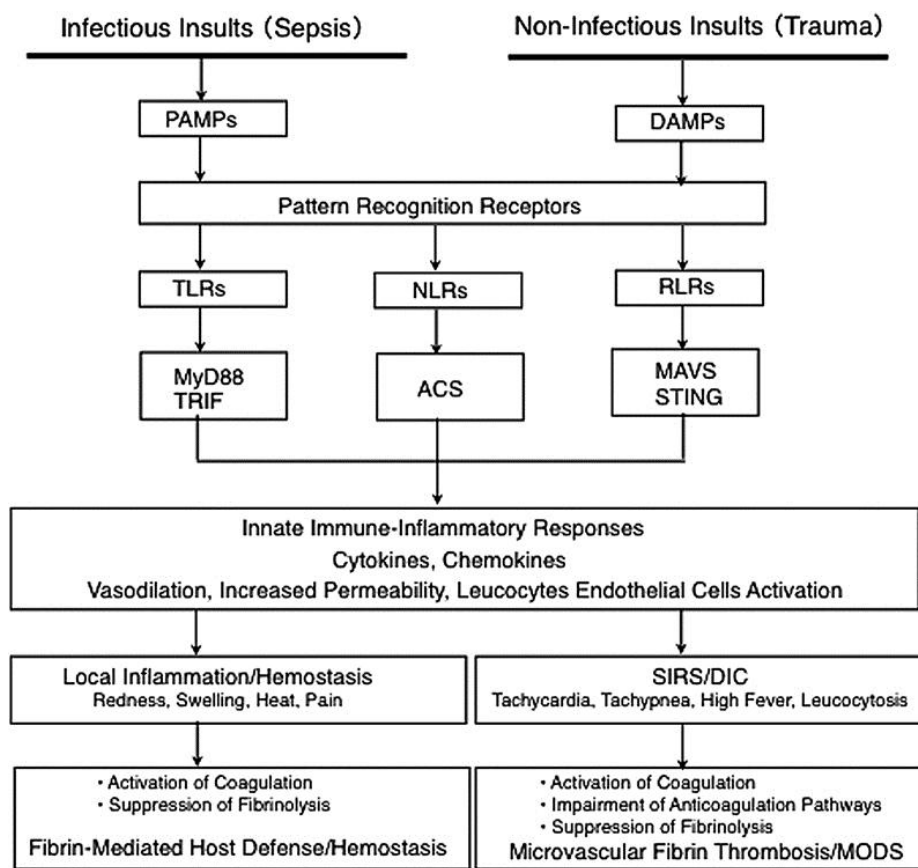 Infectious Insults (Sepsis)
Non-Infectious Insults (Trauma)
PAMPs
DAMPs
Pattern Recognition Receptors
TLRs
NLRs
RLRs
MyD88
TRIF
ACS
MAVS
STING
Innate Immune-Inflammatory Responses
Cytokines, Chemokines
Vasodilation, Increased Permeability, Leucocytes Endothelial Cells Activation
Local Inflammation/Hemostasis
Redness, Swelling, Heat, Pain
SIRS/DIC
Tachycardia, Tachypnea, High Fever, Leucocytosis
• Activation of Coagulation
• Suppression of Fibrinolysis
Fibrin-Mediated Host Defense/Hemostasis
• Activation of Coagulation
• Impairment of Anticoagulation Pathways
• Suppression of Fibrinolysis
Microvascular Fibrin Thrombosis/MODS